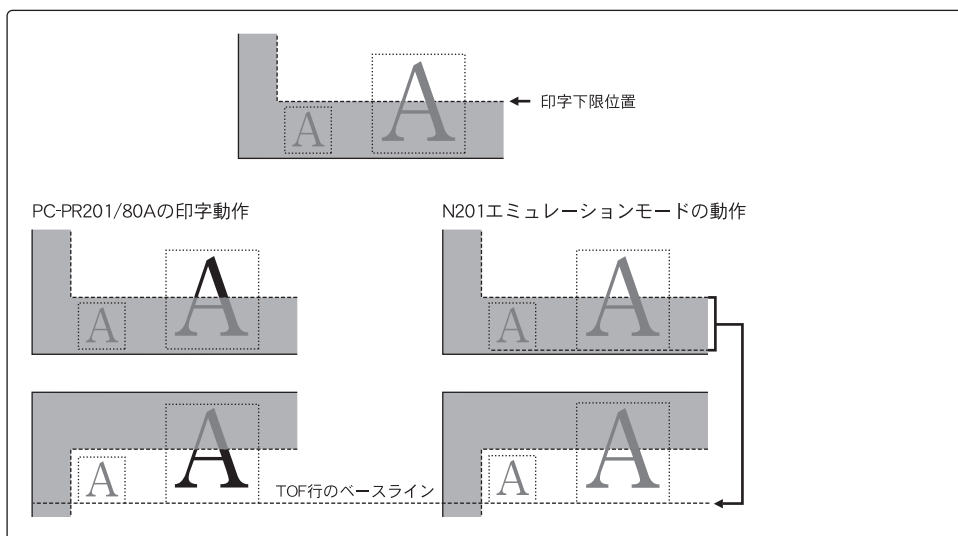 A A
印字下限位置
PC-PR201/80Aの印字動作
N201エミュレーションモードの動作
A A
A A
A A
A A
TOF行のベースライン